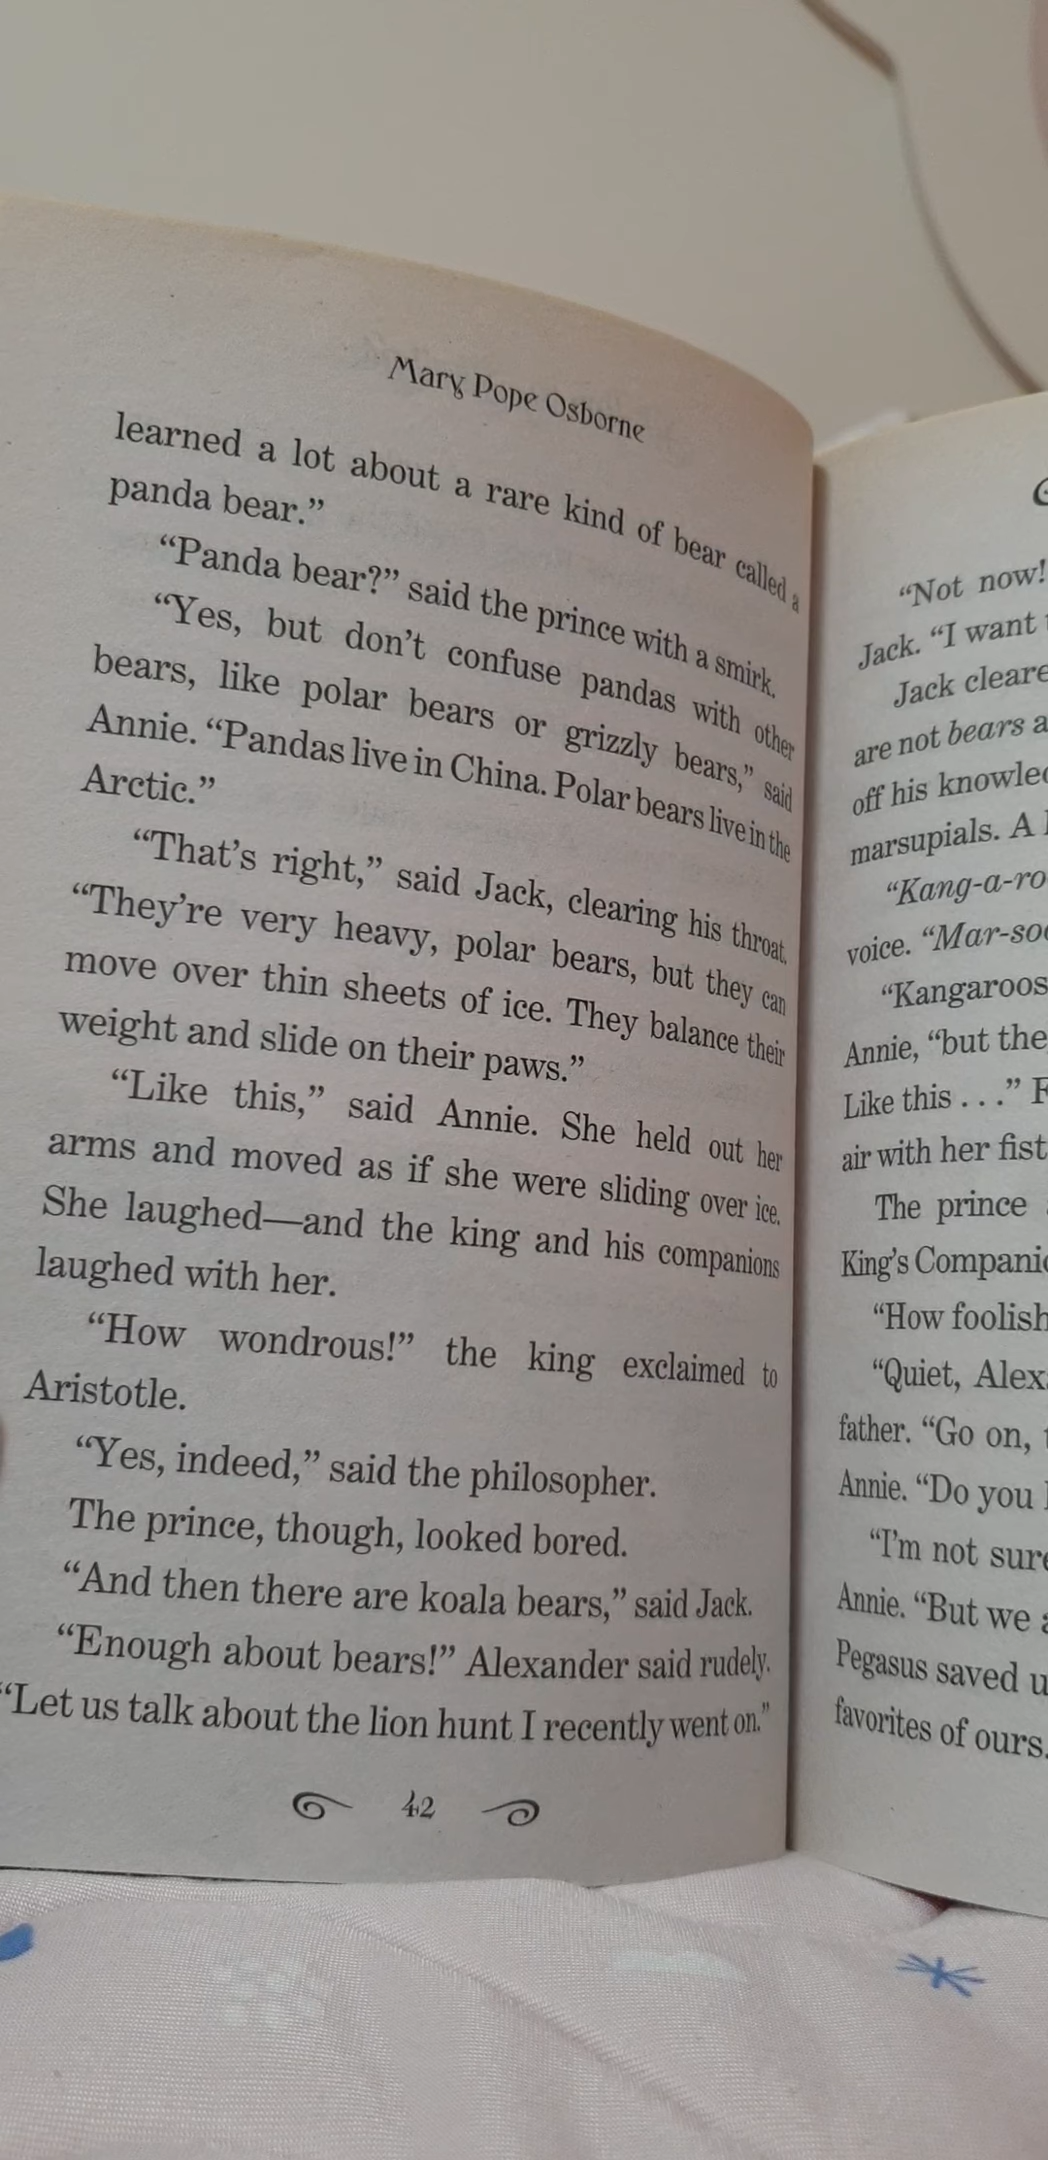 Mary Pope Osborne
learned a lot about a rare kind of bear called a
panda bear.”
“Panda bear?” said the prince with a smirk.
“Yes, but don’t confuse pandas with other
bears, like polar bears or grizzly bears,” said
Annie. “Pandas live in China. Polar bears live in the
Arctic.”
“That’s right,” said Jack, clearing his throat.
“They’re very heavy, polar bears, but they can
move over thin sheets of ice. They balance their
weight and slide on their paws.”
“Like this,” said Annie. She held out her
arms and moved as if she were sliding over ice.
She laughed—and the king and his companions
laughed with her.
“How wondrous!” the king exclaimed to
Aristotle.
“Yes, indeed,” said the philosopher.
The prince, though, looked bored.
“And then there are koala bears,” said Jack.
“Enough about bears!” Alexander said rudely.
“Let us talk about the lion hunt I recently went on.”
42
“Not now!
Jack. “I want
Jack cleare
are not bears a
off his knowled
marsupials. A
“Kang-a-ro
voice. “Mar-soo
“Kangaroos
Annie, “but the
Like this . . .” F
air with her fist
The prince
King’s Companio
“How foolish
“Quiet, Alexa
father. “Go on,
Annie. “Do you
“I’m not sure
Annie. “But we a
Pegasus saved u
favorites of ours.